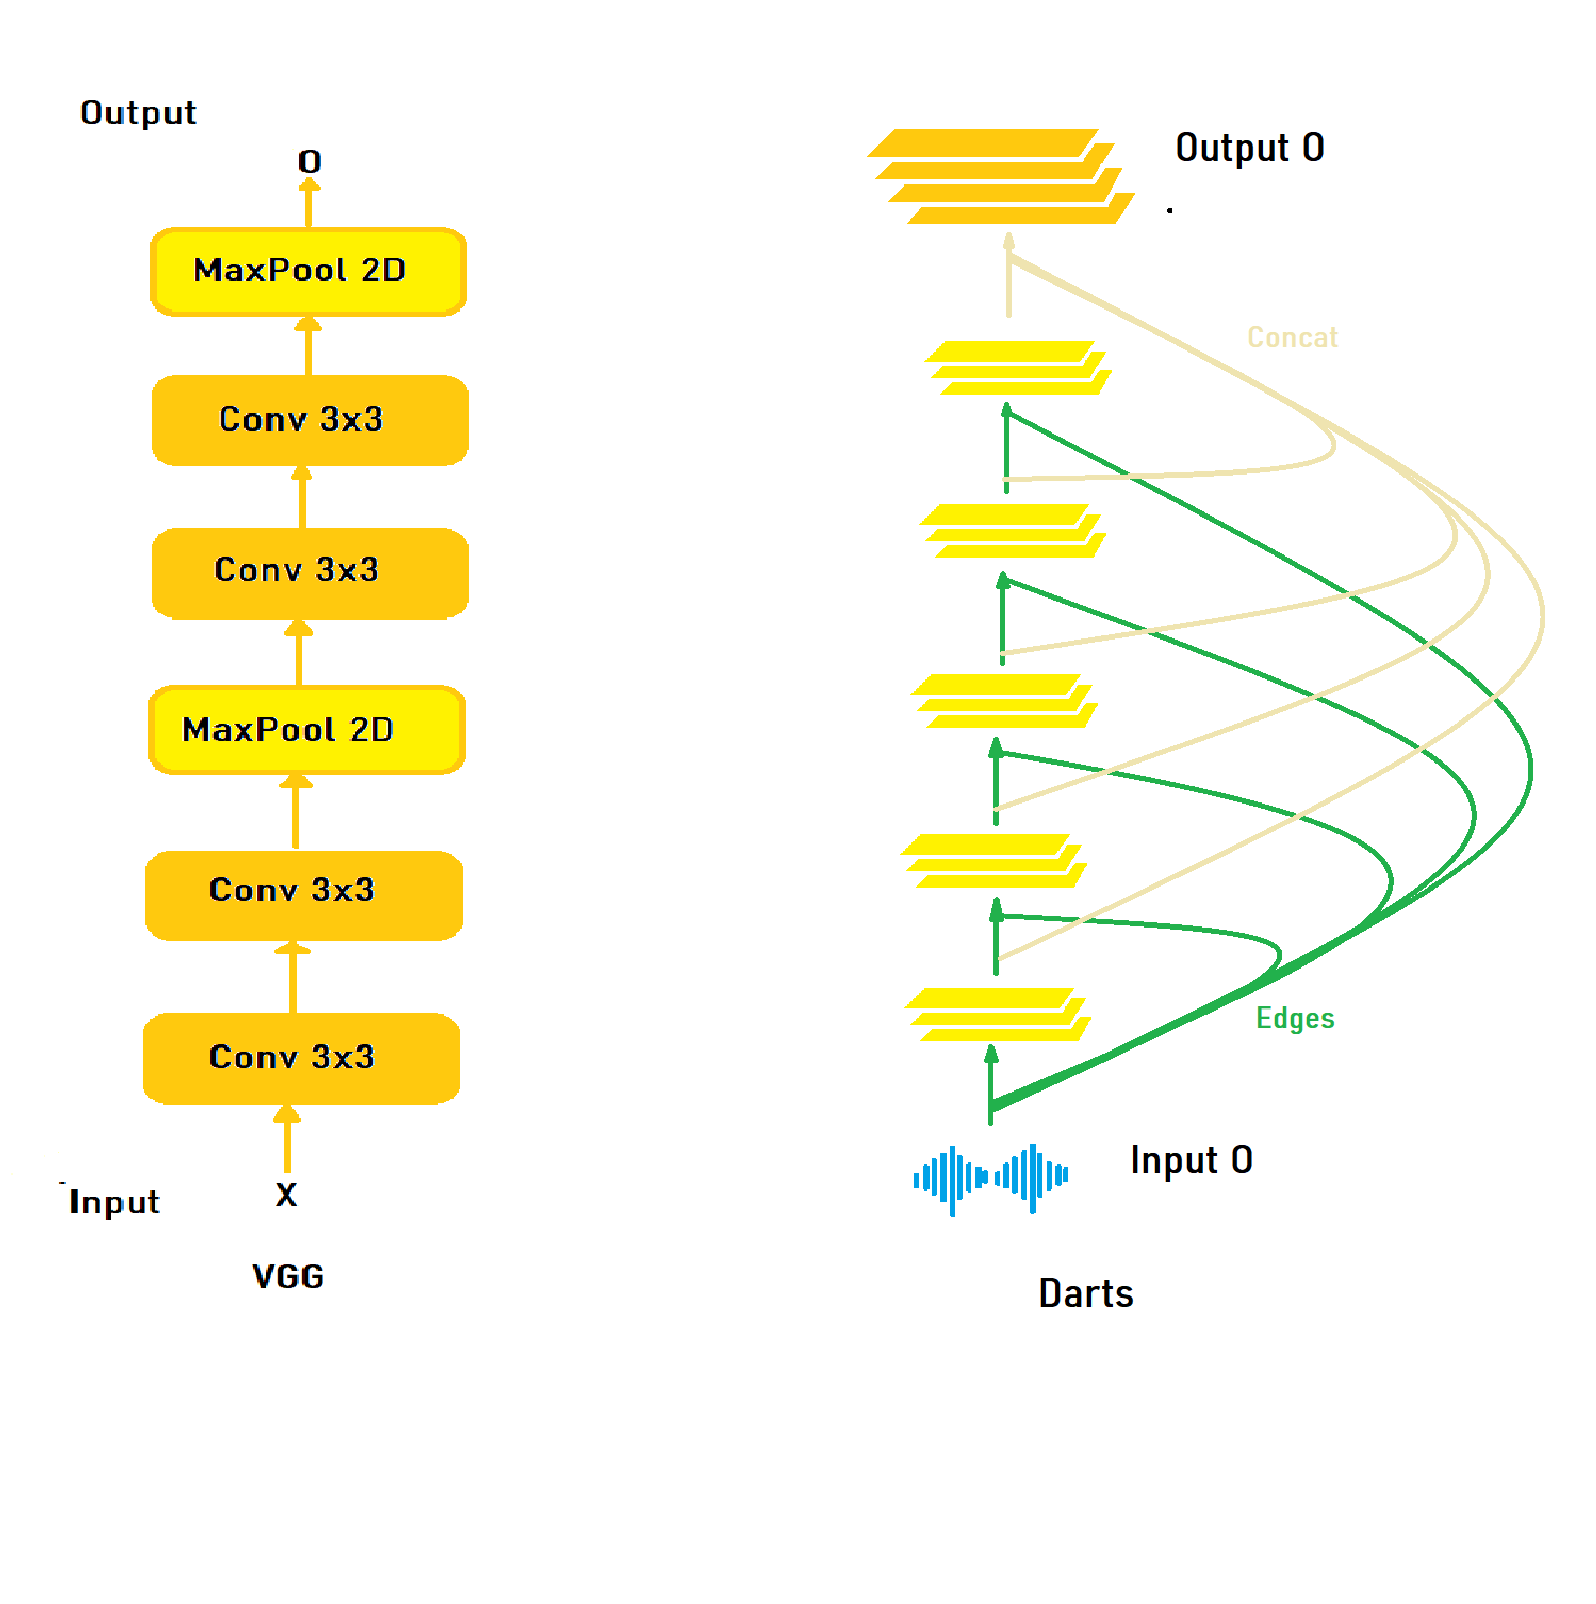 Output
O
MaxPool 2D
Conv 3x3
Conv 3x3
MaxPool 2D
Conv 3x3
Conv 3x3
Input
X
VGG
Output O
Concat
Edges
Input O
Darts